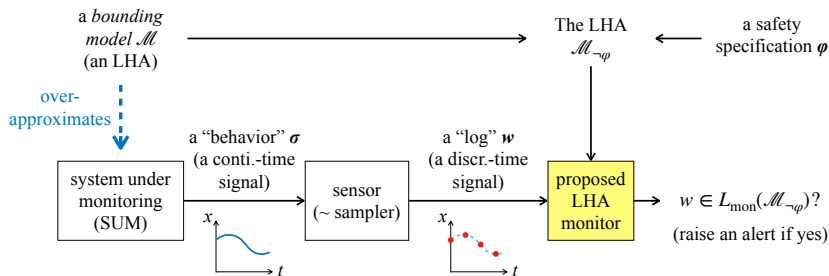 a bounding
model ℳ
(an LHA)
The LHA
ℳ¬φ
a safety
specification φ
over-
approximates
a “behavior” σ
(a conti.-time
signal)
a “log” w
(a discr.-time
signal)
system under
monitoring
(SUM)
sensor
(~ sampler)
proposed
LHA
monitor
w ∈ Lmon(ℳ¬φ)?
(raise an alert if yes)
x
t
x
t